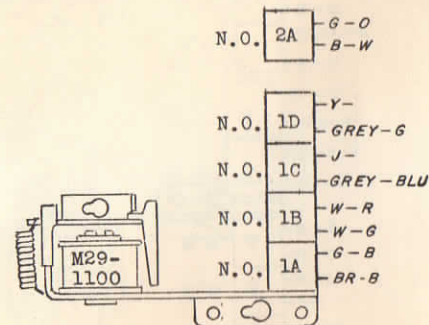 G-O
N.O. 2A
B-W
Y-
N.O. 1D
GREY-G
J-
N.O. 1C
GREY-BLU
W-R
N.O. 1B
W-G
G-B
M29-
1100
N.O. 1A
BR-B